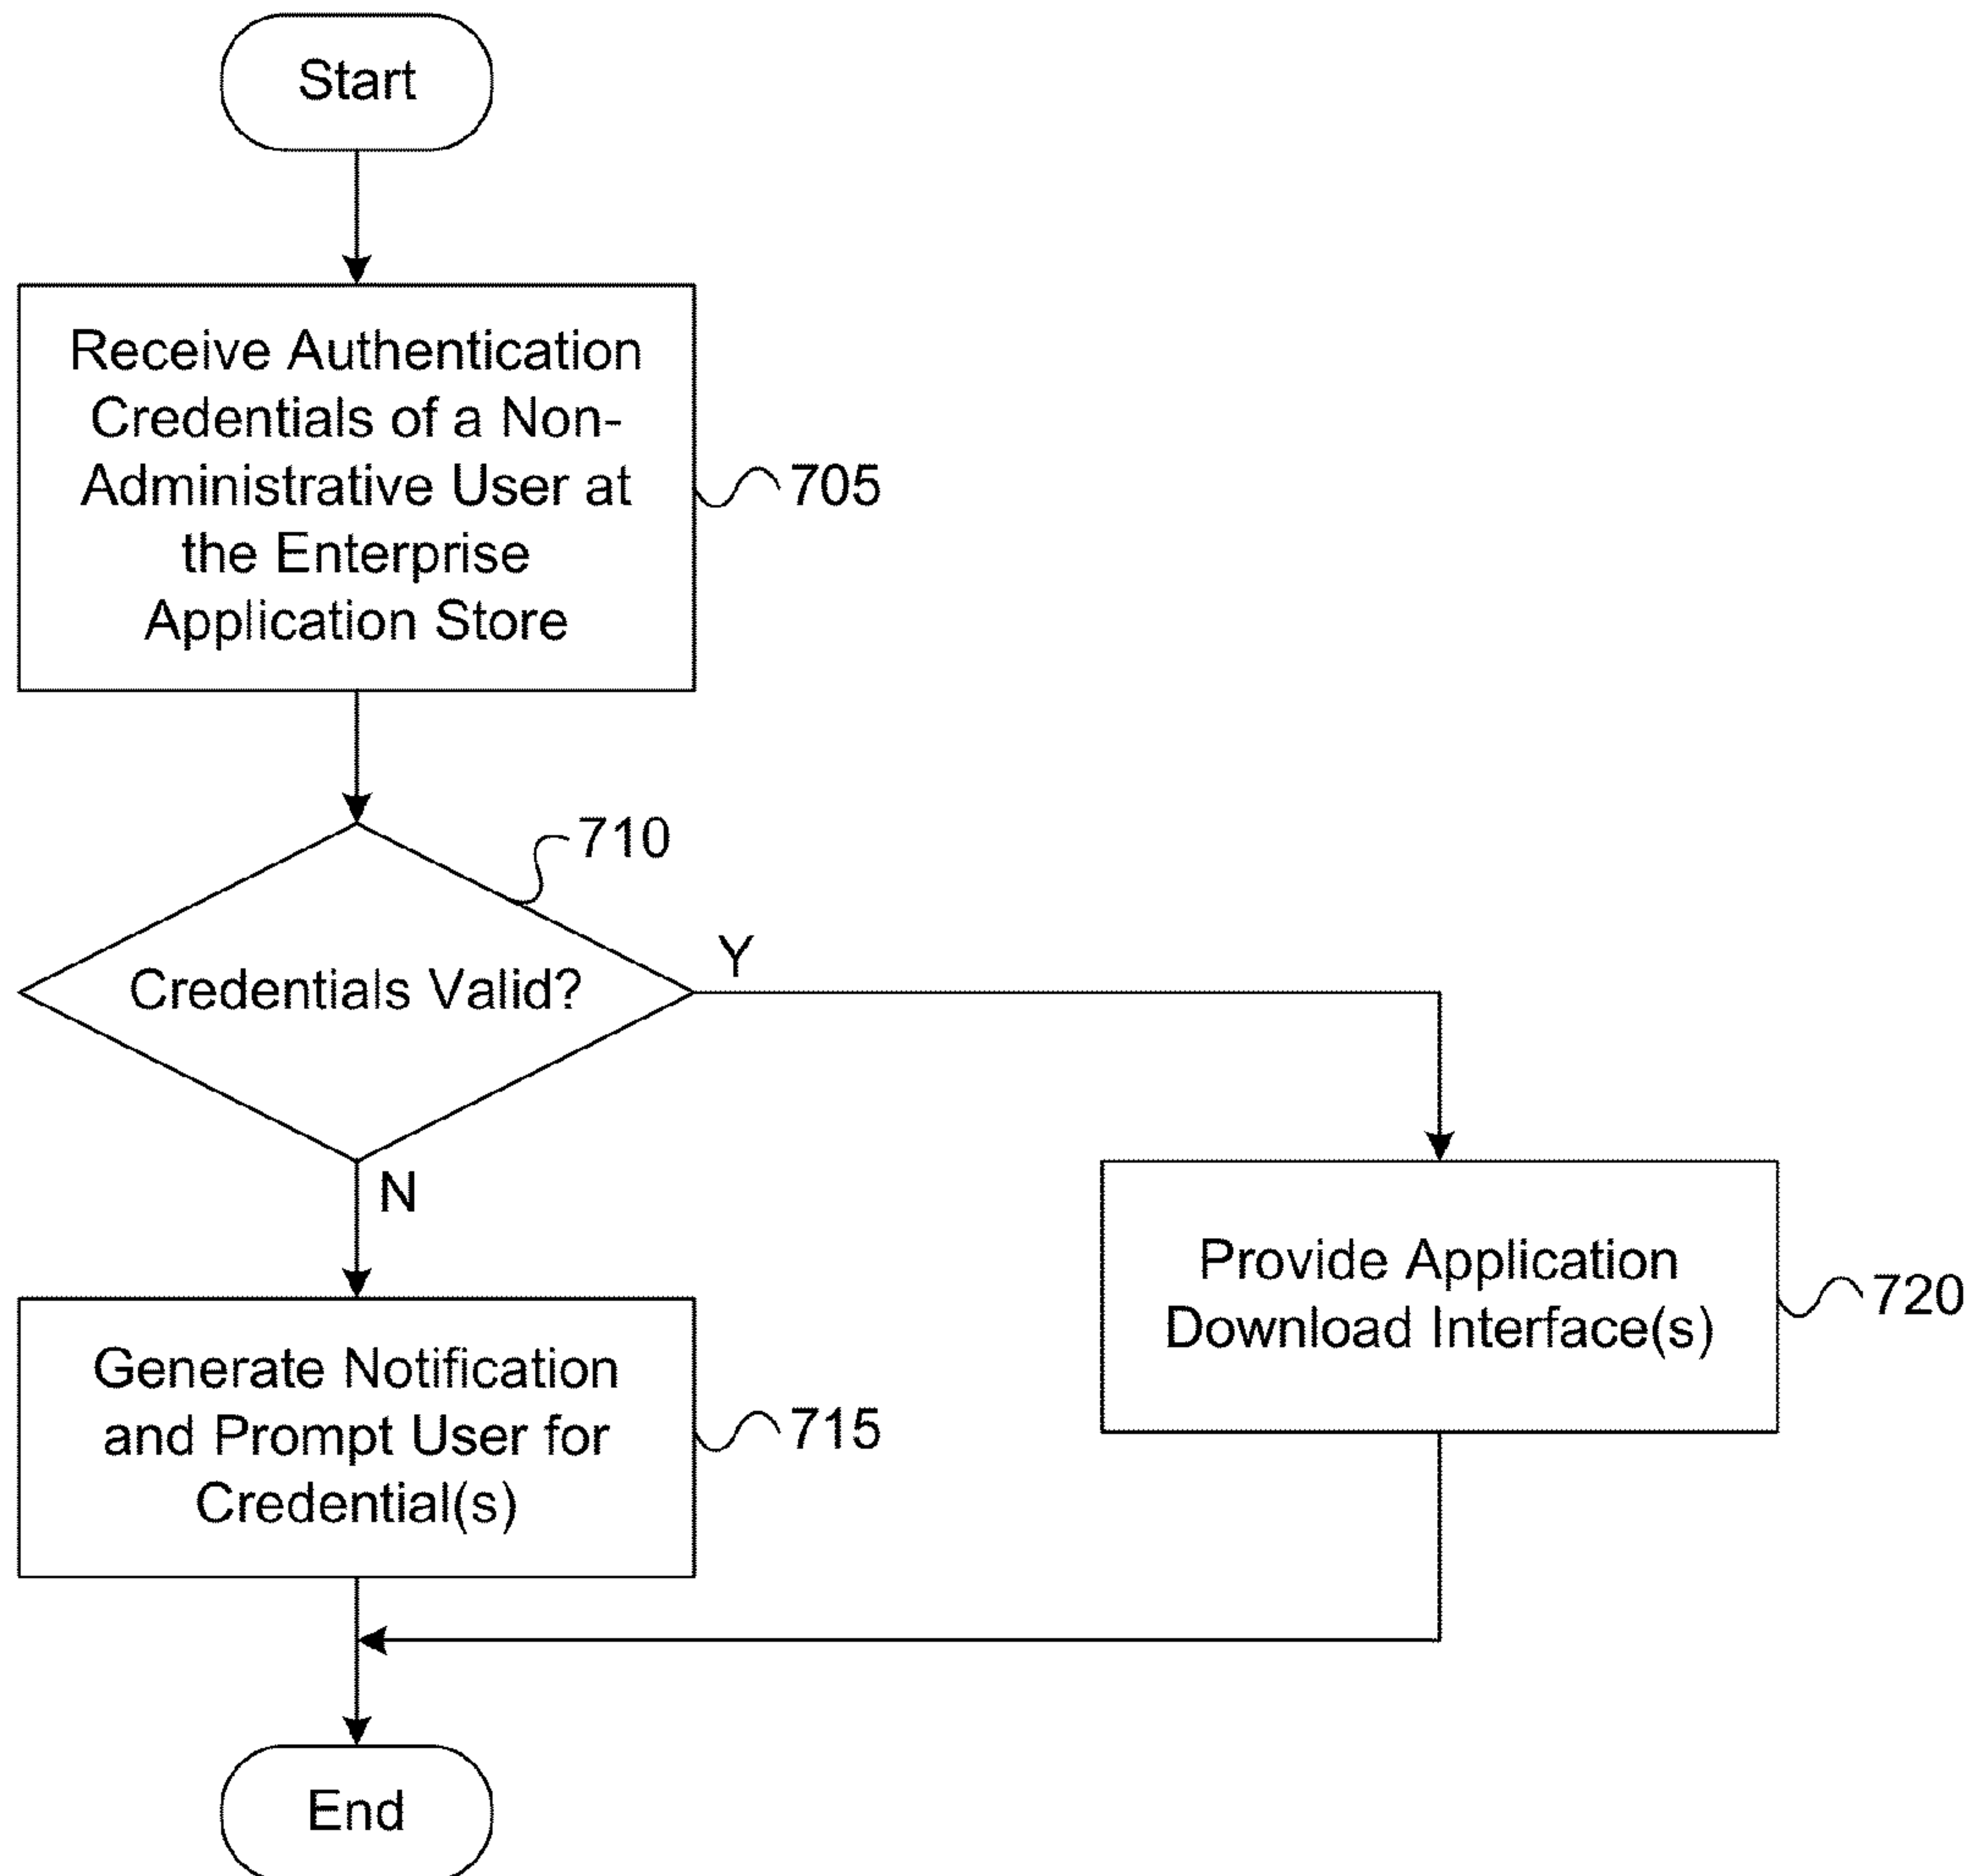 Start
Receive Authentication
Credentials of a Non-
Administrative User at
the Enterprise
Application Store
705
710
Credentials Valid?
Y
N
Provide Application
Download Interface(s)
720
Generate Notification
and Prompt User for
Credential(s)
715
End